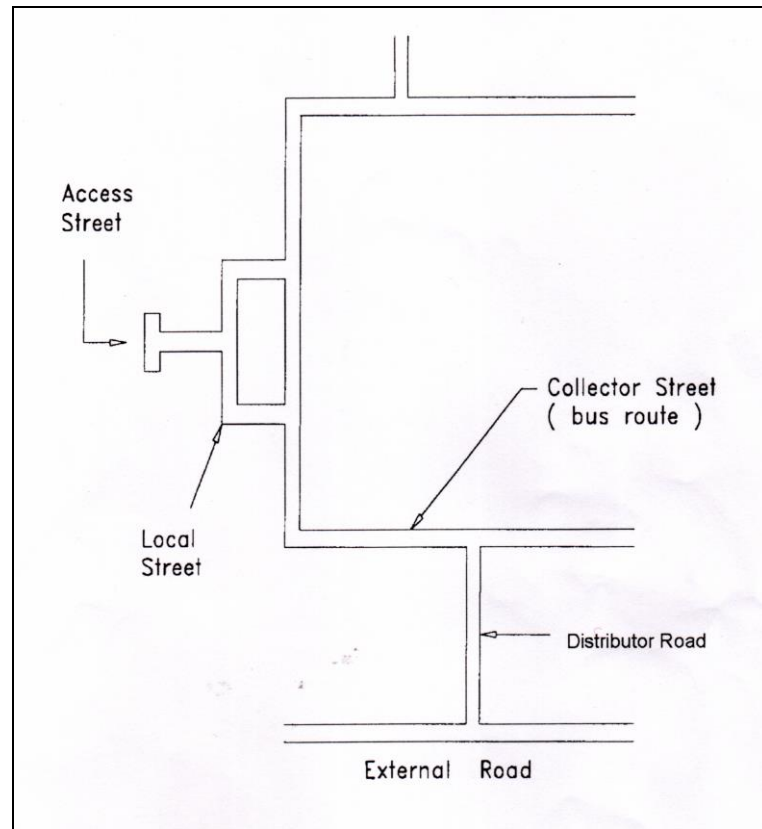 Access
Street
Collector Street
( bus route )
Local
Street
Distributor Road
External Road